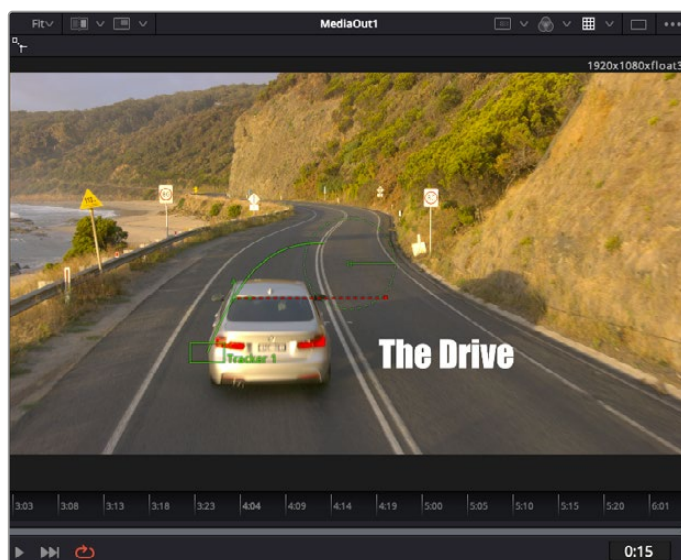 Fit
MediaOut1
1920x1080xfloat3
Tracker 1
The Drive
3:03 3:08 3:13 3:18 3:23 4:04 4:09 4:14 4:19 5:00 5:05 5:10 5:15 5:20 6:01
0:15